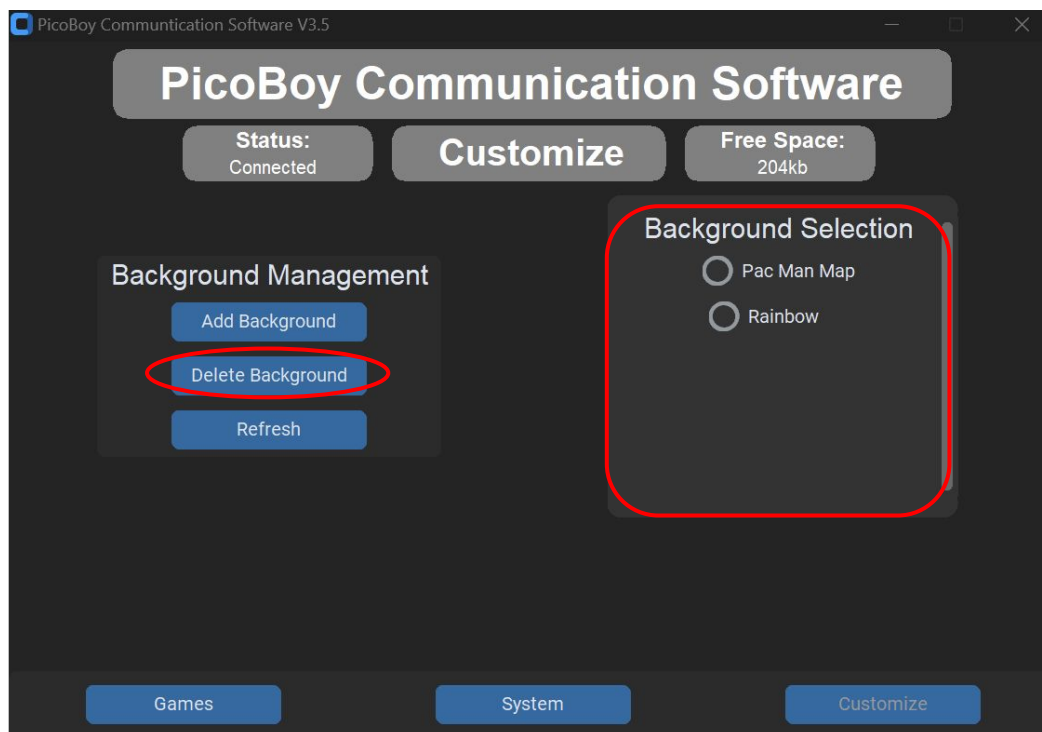 PicoBoy Communtication Software V3.5
PicoBoy Communication Software
Status:
Connected
Customize
Free Space:
204kb
Background Management
Add Background
Delete Background
Refresh
Background Selection
Pac Man Map
Rainbow
Games
System
Customize